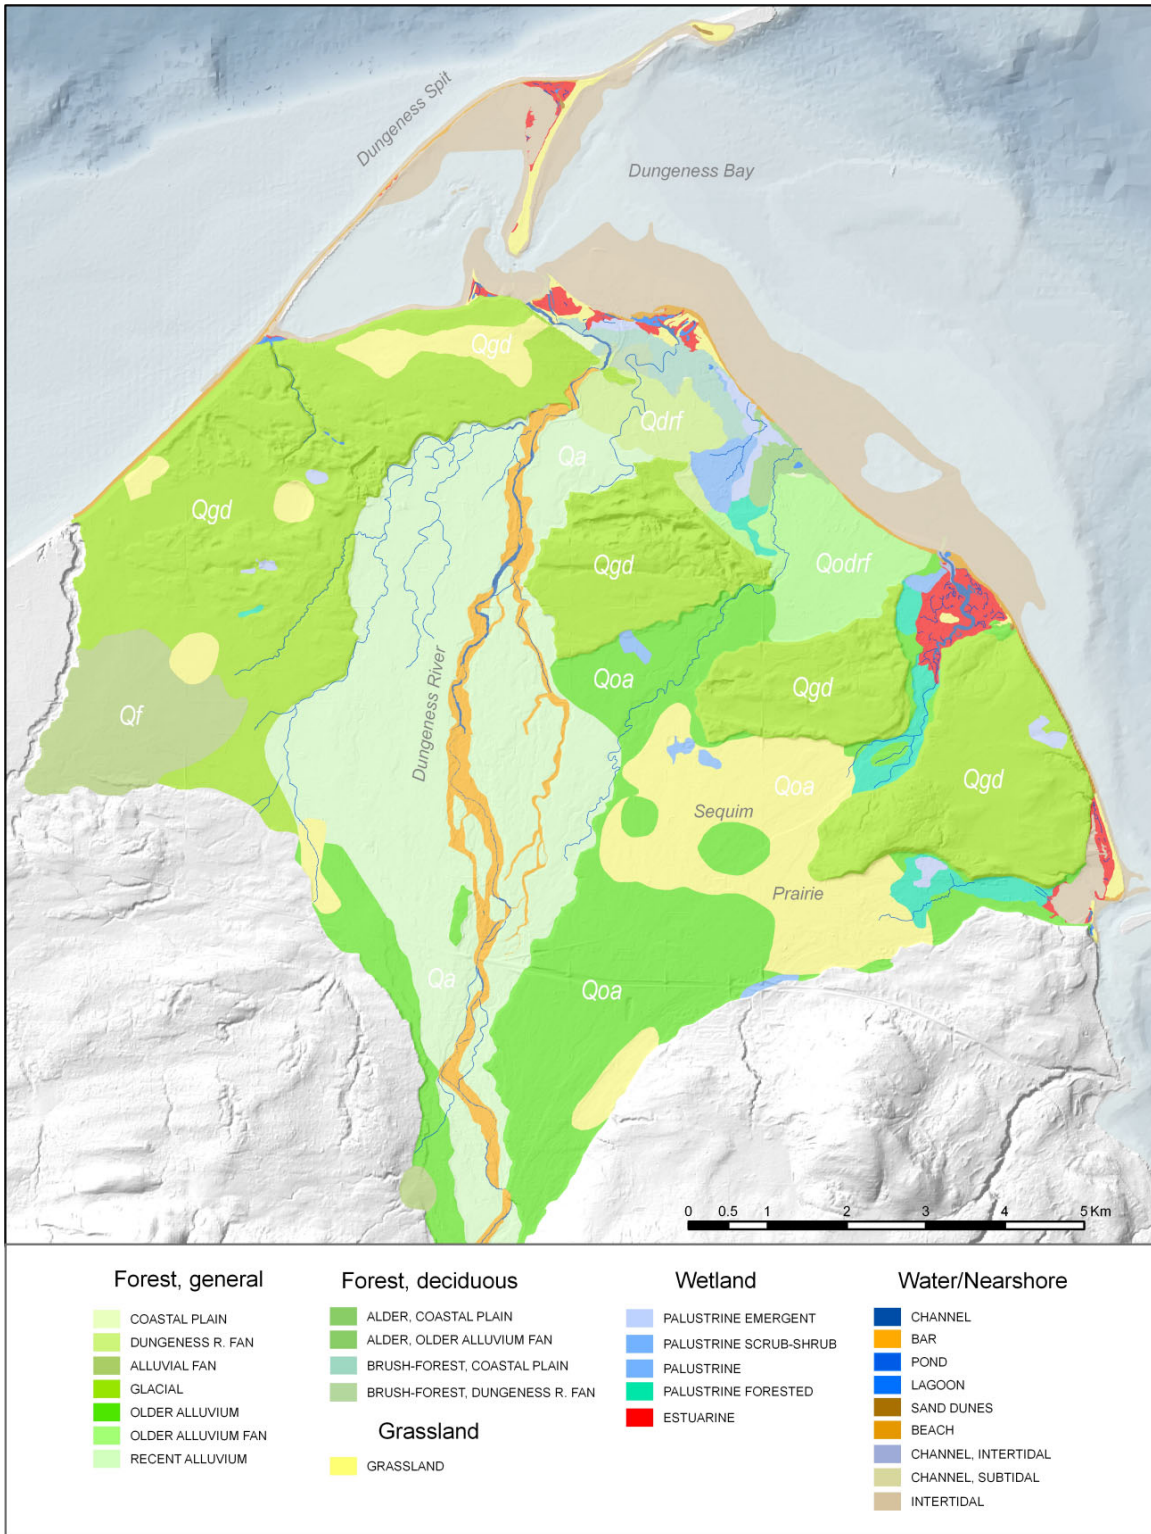 Dungeness Spit
Dungeness Bay
Qgd
Qdrf
Qa
Qgd
Qgd
Qodrf
Qoa
Qgd
Qf
Dungeness River
Qoa
Qgd
Sequim
Prairie
Qa
Qoa
0 0.5 1 2 3 4 5 Km
Forest, general
COASTAL PLAIN
DUNGENESS R. FAN
ALLUVIAL FAN
GLACIAL
OLDER ALLUVIUM
OLDER ALLUVIUM FAN
RECENT ALLUVIUM
Forest, deciduous
ALDER, COASTAL PLAIN
ALDER, OLDER ALLUVIUM FAN
BRUSH-FOREST, COASTAL PLAIN
BRUSH-FOREST, DUNGENESS R. FAN
Grassland
GRASSLAND
Wetland
PALUSTRINE EMERGENT
PALUSTRINE SCRUB-SHRUB
PALUSTRINE
PALUSTRINE FORESTED
ESTUARINE
Water/Nearshore
CHANNEL
BAR
POND
LAGOON
SAND DUNES
BEACH
CHANNEL, INTERTIDAL
CHANNEL, SUBTIDAL
INTERTIDAL